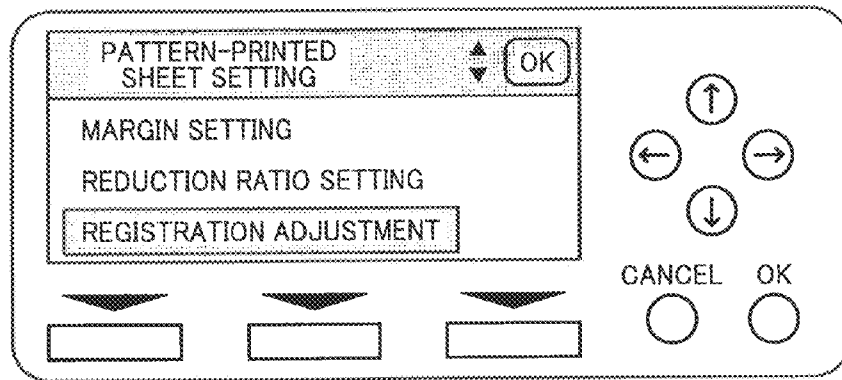 PATTERN-PRINTED
SHEET SETTING
OK
MARGIN SETTING
REDUCTION RATIO SETTING
REGISTRATION ADJUSTMENT
CANCEL OK